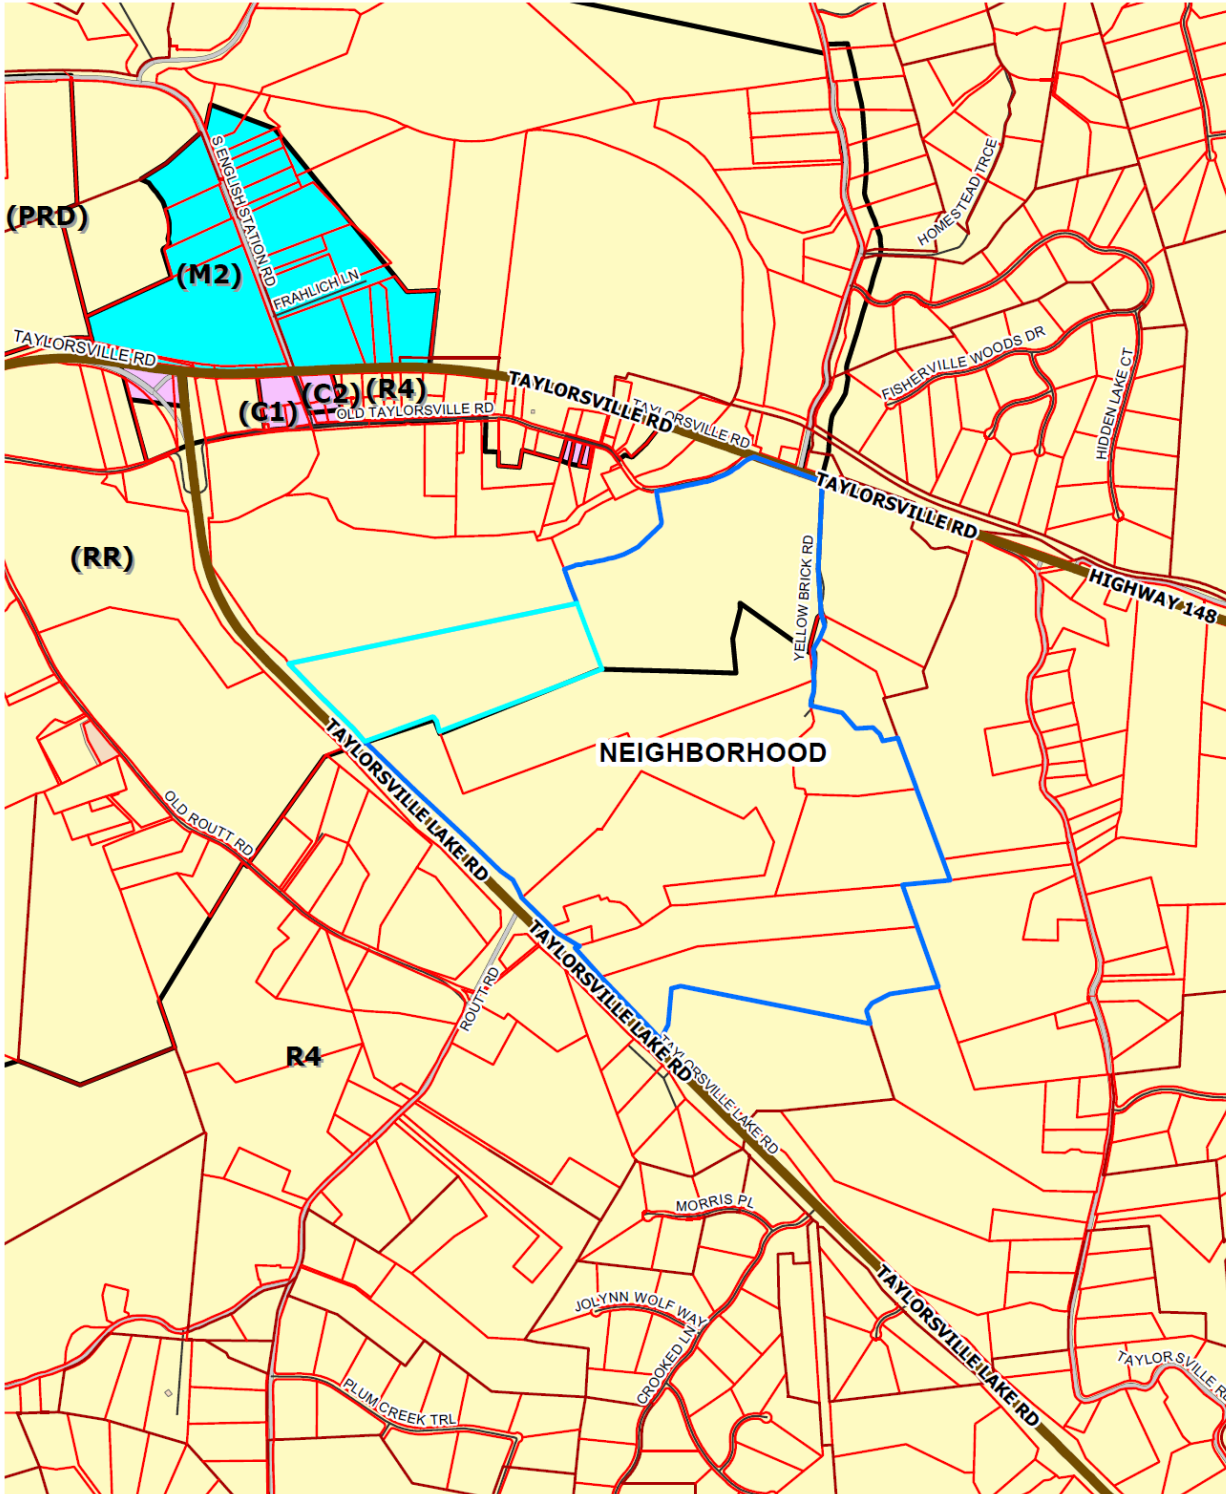 S ENGLISH STATION RD
HOMESTEAD TRCE
(PRD)
(M2)
FRAHLICH LN
TAYLORSVILLE RD
FISHERVILLE WOODS DR
HIDDEN LAKE CT
(C1)
(C2)
(R4)
OLD TAYLORSVILLE RD
TAYLORSVILLE RD
TAYLORSVILLE RD
TAYLORSVILLE RD
(RR)
YELLOW BRICK RD
HIGHWAY 148
NEIGHBORHOOD
TAYLORSVILLE LAKE RD
OLD ROUTT RD
TAYLORSVILLE LAKE RD
ROUTT RD
R4
TAYLORSVILLE LAKE RD
MORRIS PL
JOLYNN WOLF WAY
CROOKED LN
TAYLORSVILLE LAKE RD
PLUM CREEK TRL
TAYLORSVILLE RD